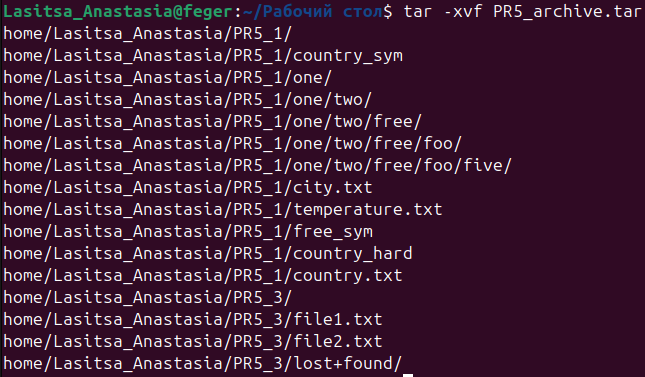 Lasitsa_Anastasia@feger:~/Рабочий стол$ tar -xvf PR5_archive.tar
home/Lasitsa_Anastasia/PR5_1/
home/Lasitsa_Anastasia/PR5_1/country_sym
home/Lasitsa_Anastasia/PR5_1/one/
home/Lasitsa_Anastasia/PR5_1/one/two/
home/Lasitsa_Anastasia/PR5_1/one/two/free/
home/Lasitsa_Anastasia/PR5_1/one/two/free/foo/
home/Lasitsa_Anastasia/PR5_1/one/two/free/foo/five/
home/Lasitsa_Anastasia/PR5_1/city.txt
home/Lasitsa_Anastasia/PR5_1/temperature.txt
home/Lasitsa_Anastasia/PR5_1/free_sym
home/Lasitsa_Anastasia/PR5_1/country_hard
home/Lasitsa_Anastasia/PR5_1/country.txt
home/Lasitsa_Anastasia/PR5_3/
home/Lasitsa_Anastasia/PR5_3/file1.txt
home/Lasitsa_Anastasia/PR5_3/file2.txt
home/Lasitsa_Anastasia/PR5_3/lost+found/